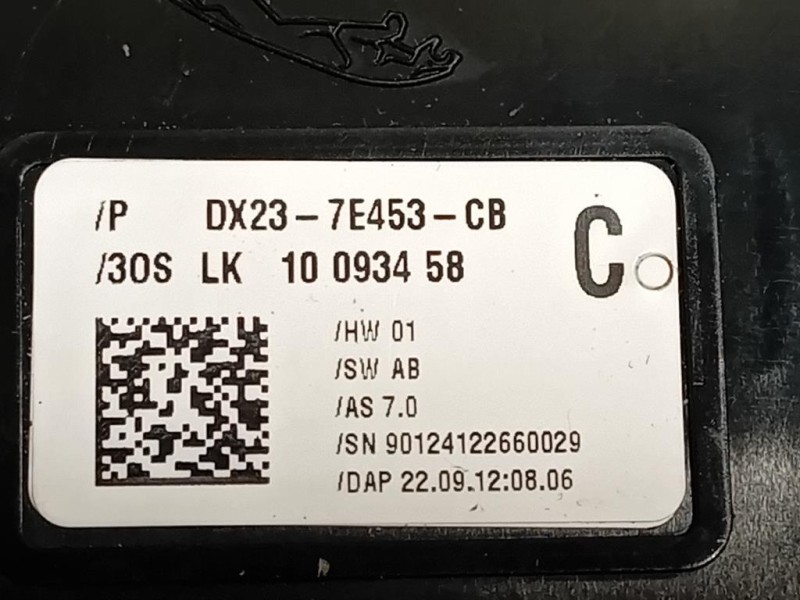 /P DX23-7E453-CB
C
/30S LK 10 0934 58
/HW 01
/SW AB
/AS 7.0
/SN 90124122660029
/DAP 22.09.12:08.06